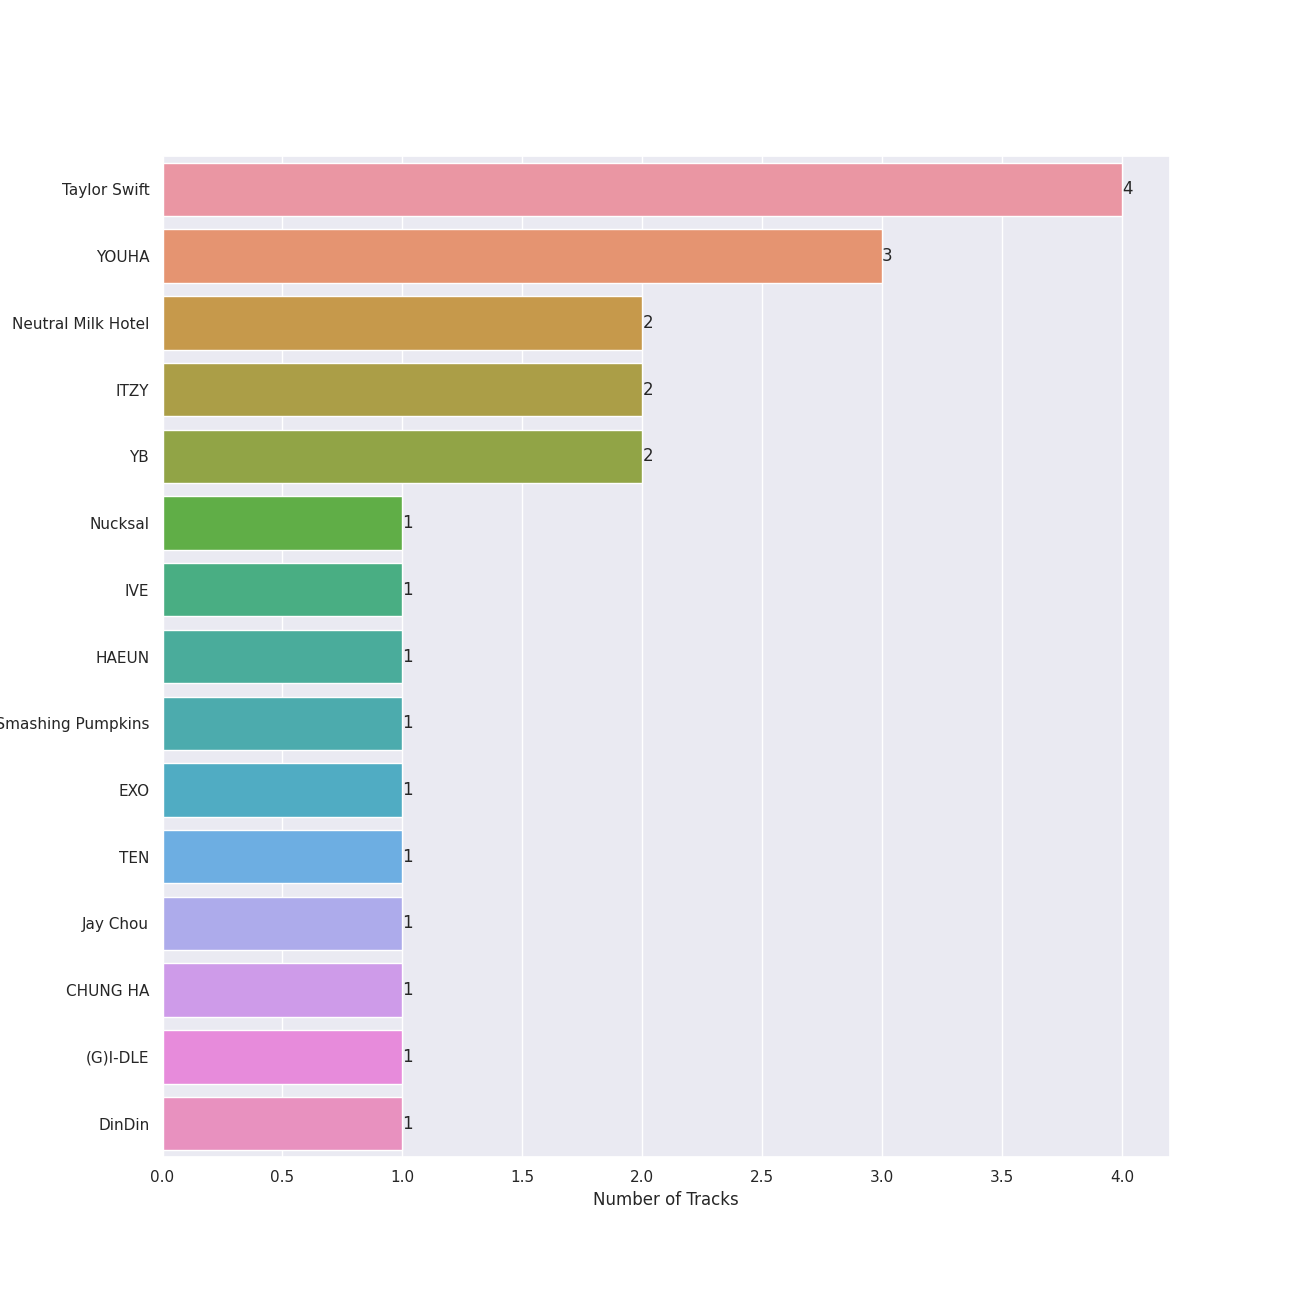 Taylor Swift 4
YOUHA 3
Neutral Milk Hotel 2
ITZY 2
YB 2
Nucksal 1
IVE 1
HAEUN 1
Smashing Pumpkins 1
EXO 1
TEN 1
Jay Chou 1
CHUNG HA 1
(G)I-DLE 1
DinDin 1
0.0 0.5 1.0 1.5 2.0 2.5 3.0 3.5 4.0
Number of Tracks